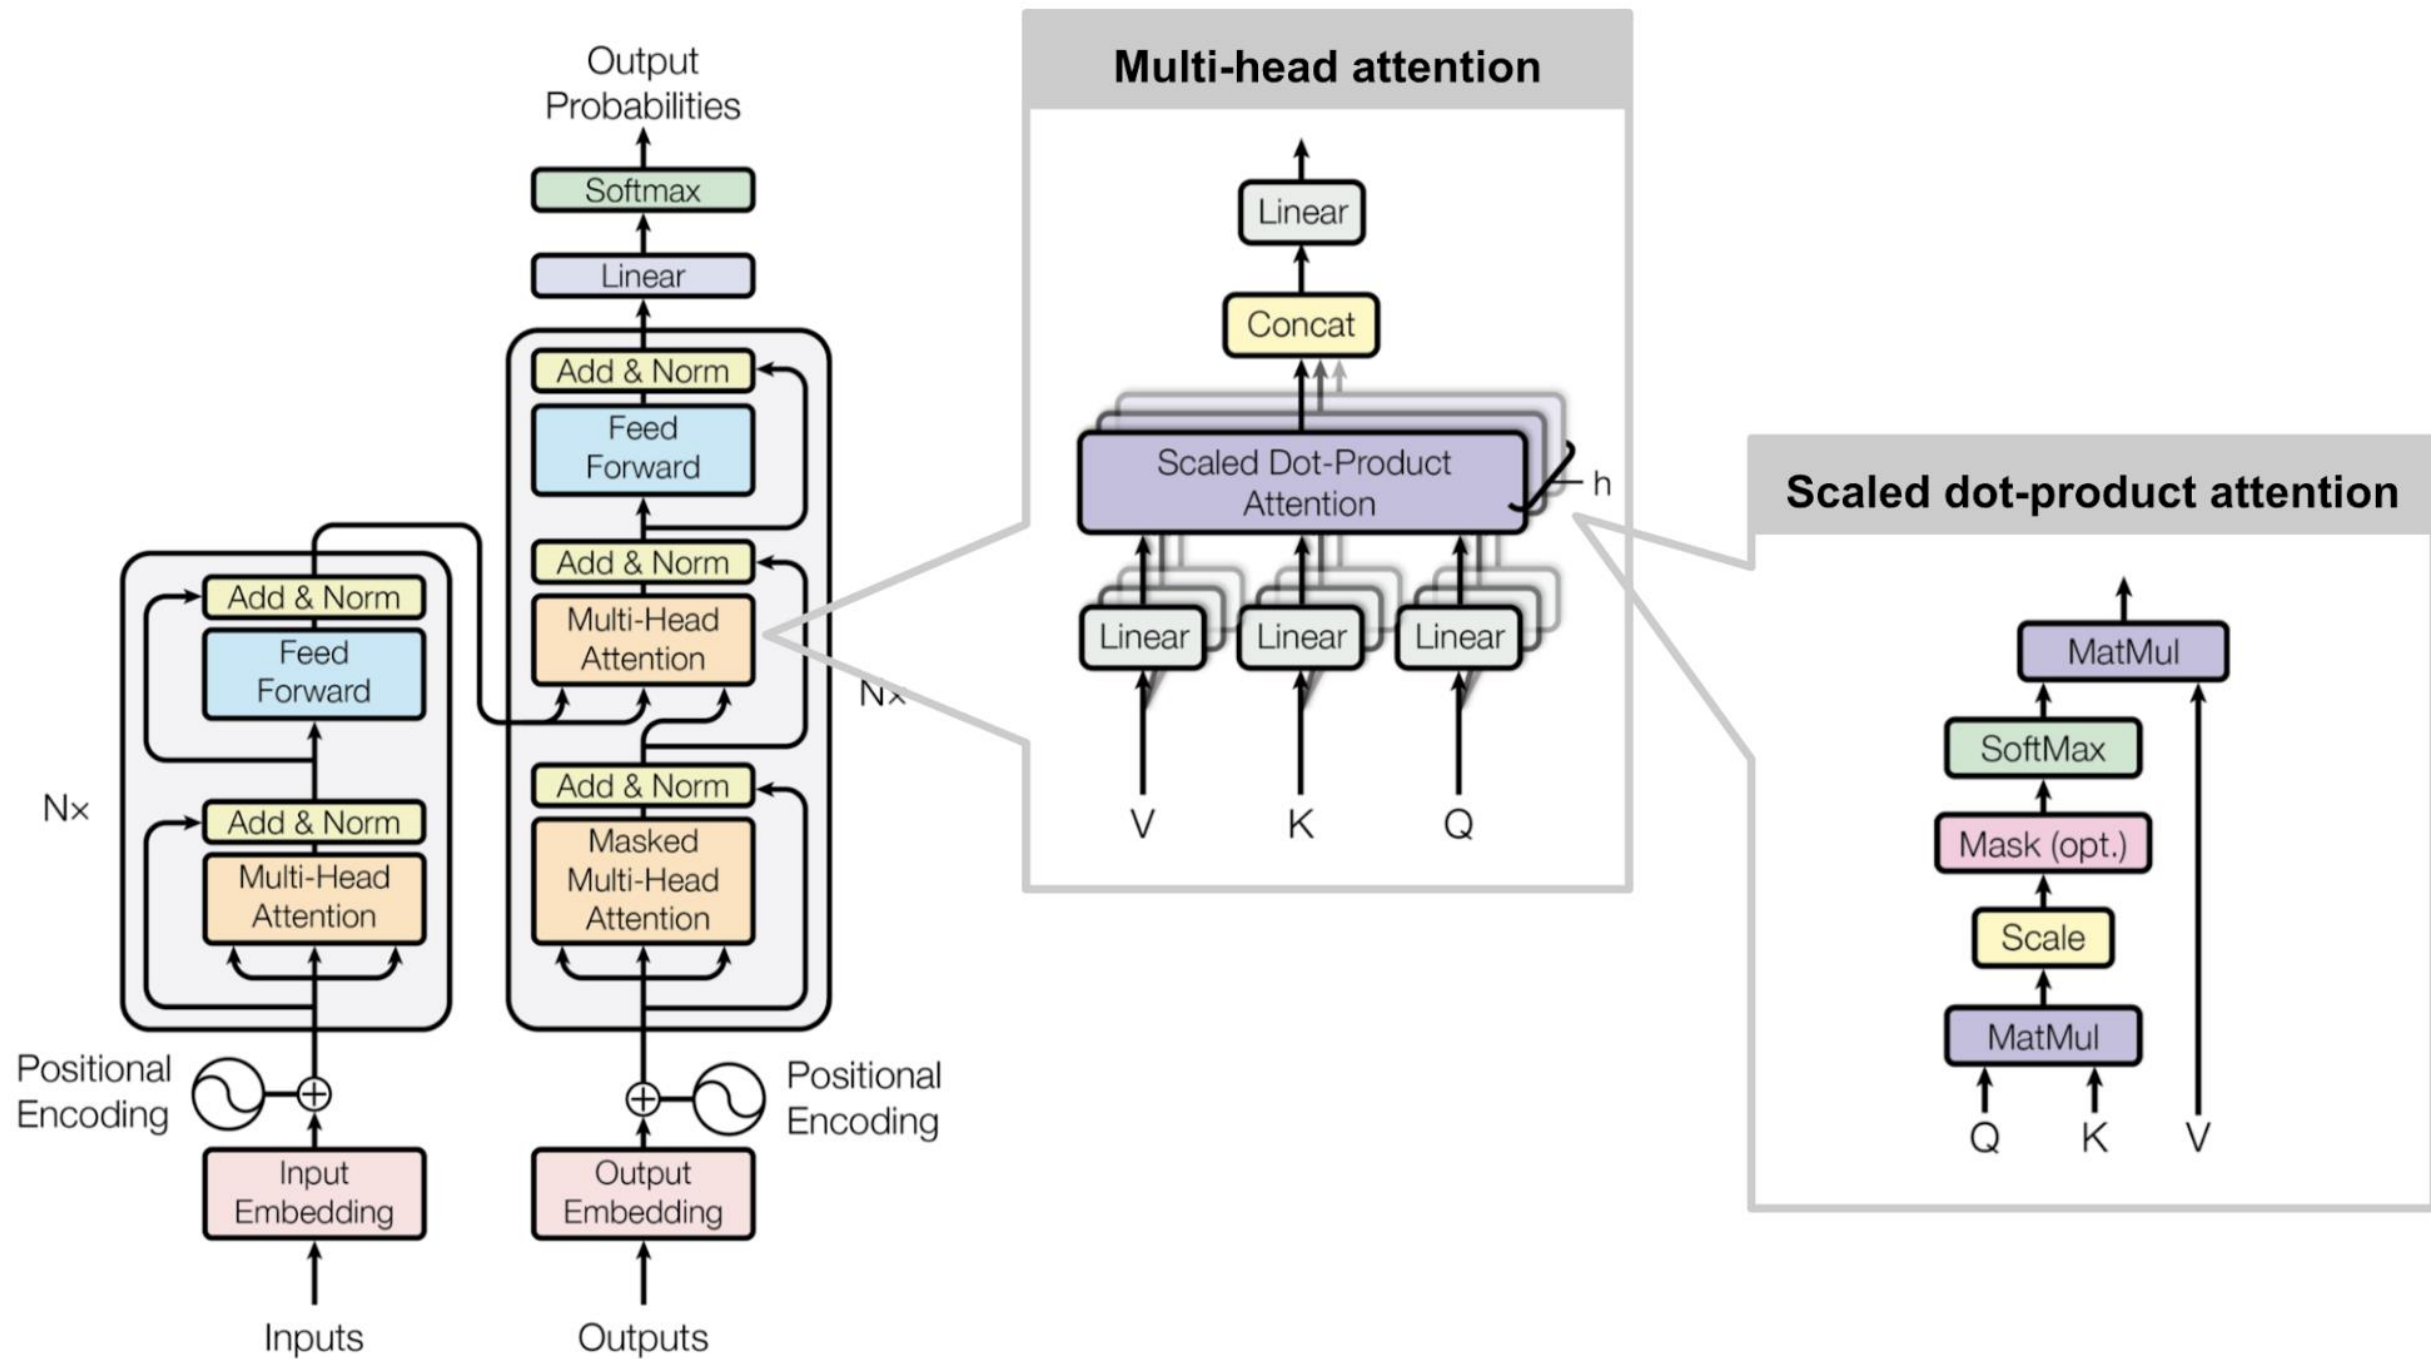 Output
Probabilities
Softmax
Linear
Add & Norm
Feed
Forward
Add & Norm
Multi-Head
Attention
Nx
Add & Norm
Masked
Multi-Head
Attention
Positional
Encoding
Output
Embedding
Outputs
Add & Norm
Feed
Forward
Nx
Add & Norm
Multi-Head
Attention
Positional
Encoding
Input
Embedding
Inputs
Multi-head attention
Linear
Concat
Scaled Dot-Product
Attention
h
Linear Linear Linear
V K Q
Scaled dot-product attention
MatMul
SoftMax
Mask (opt.)
Scale
MatMul
Q K V